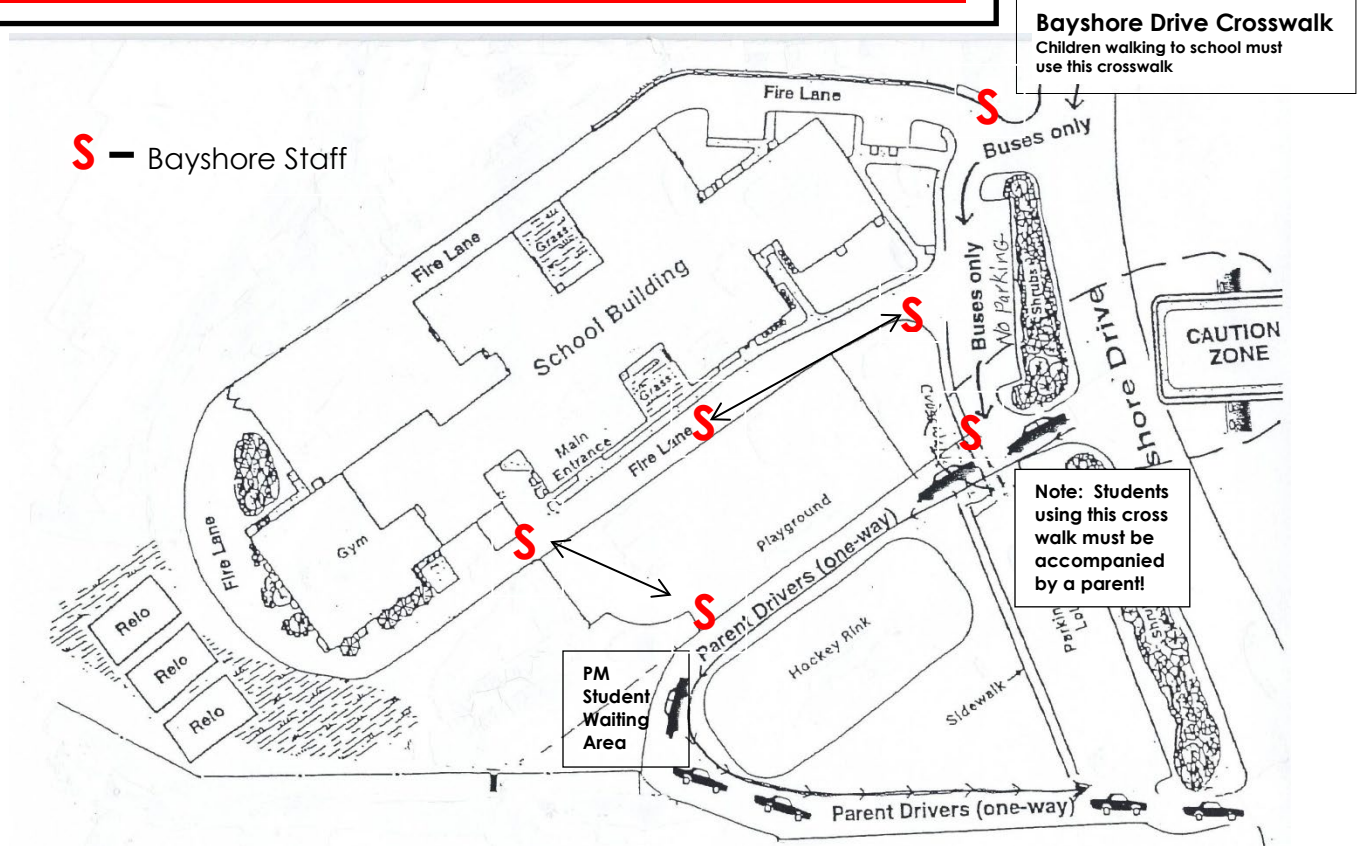 Bayshore Drive Crosswalk
Children walking to school must
use this crosswalk
S – Bayshore Staff
Fire Lane
S
Buses only
Fire Lane
Grass
School Building
Buses only
No Parking
Shrubs
shore Drive
CAUTION
ZONE
S
Grass
S
Main
Entrance
Fire Lane
S
Note: Students
using this cross
walk must be
accompanied
by a parent!
Playground
Parent Drivers (one-way)
Gym
S
Fire Lane
S
Hockey Rink
Relo
Relo
Relo
PM
Student
Waiting
Area
Sidewalk
Parent Drivers (one-way)